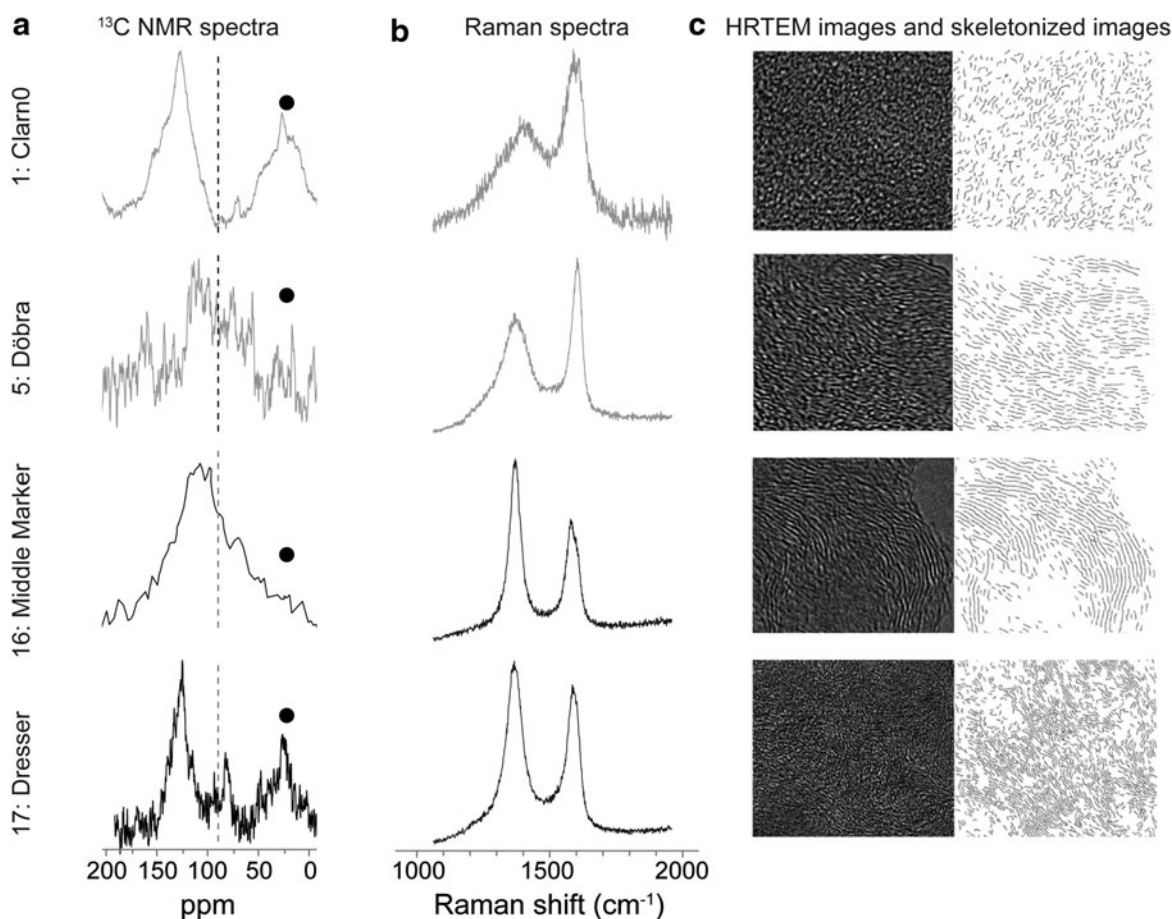 a
¹³C NMR spectra
b
Raman spectra
c
HRTEM images and skeletonized images
1: Clarn0
5: Döbra
16: Middle Marker
17: Dresser
200 150 100 50 0
ppm
1000 1500 2000
Raman shift (cm⁻¹)